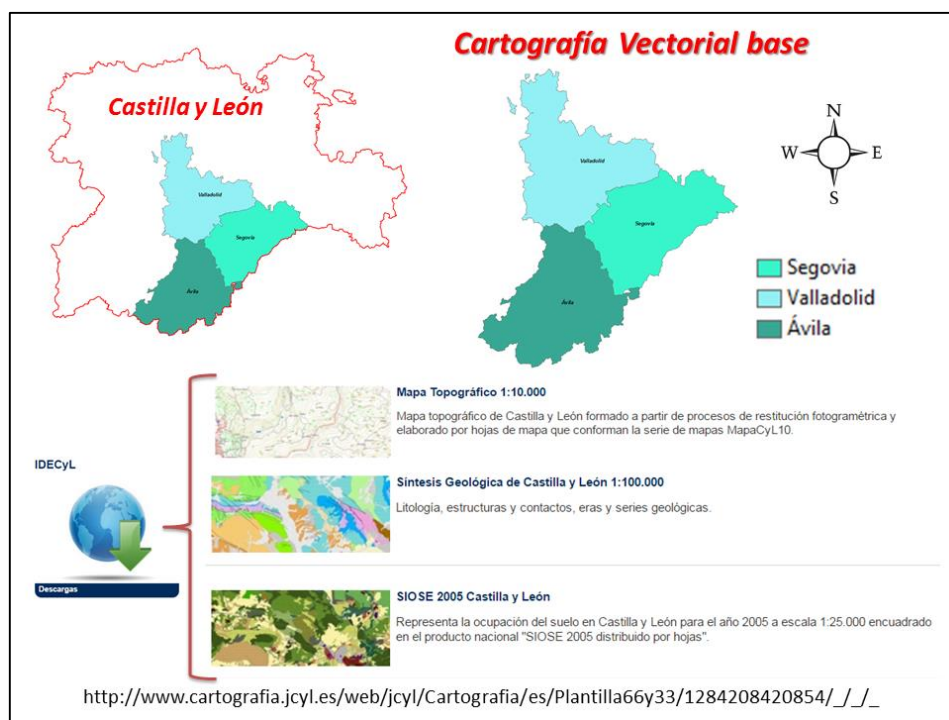 Cartografía Vectorial base
Castilla y León
Valladolid
Segovia
Ávila
Valladolid
Segovia
Ávila
N
W E
S
Segovia
Valladolid
Ávila
IDECyL
Descargas
Mapa Topográfico 1:10.000
Mapa topográfico de Castilla y León formado a partir de procesos de restitución fotogramétrica y
elaborado por hojas de mapa que conforman la serie de mapas MapaCyL10.
Síntesis Geológica de Castilla y León 1:100.000
Litología, estructuras y contactos, eras y series geológicas.
SIOSE 2005 Castilla y León
Representa la ocupación del suelo en Castilla y León para el año 2005 a escala 1:25.000 encuadrado
en el producto nacional "SIOSE 2005 distribuido por hojas".
http://www.cartografia.jcyl.es/web/jcyl/Cartografia/es/Plantilla66y33/1284208420854/_/_/_